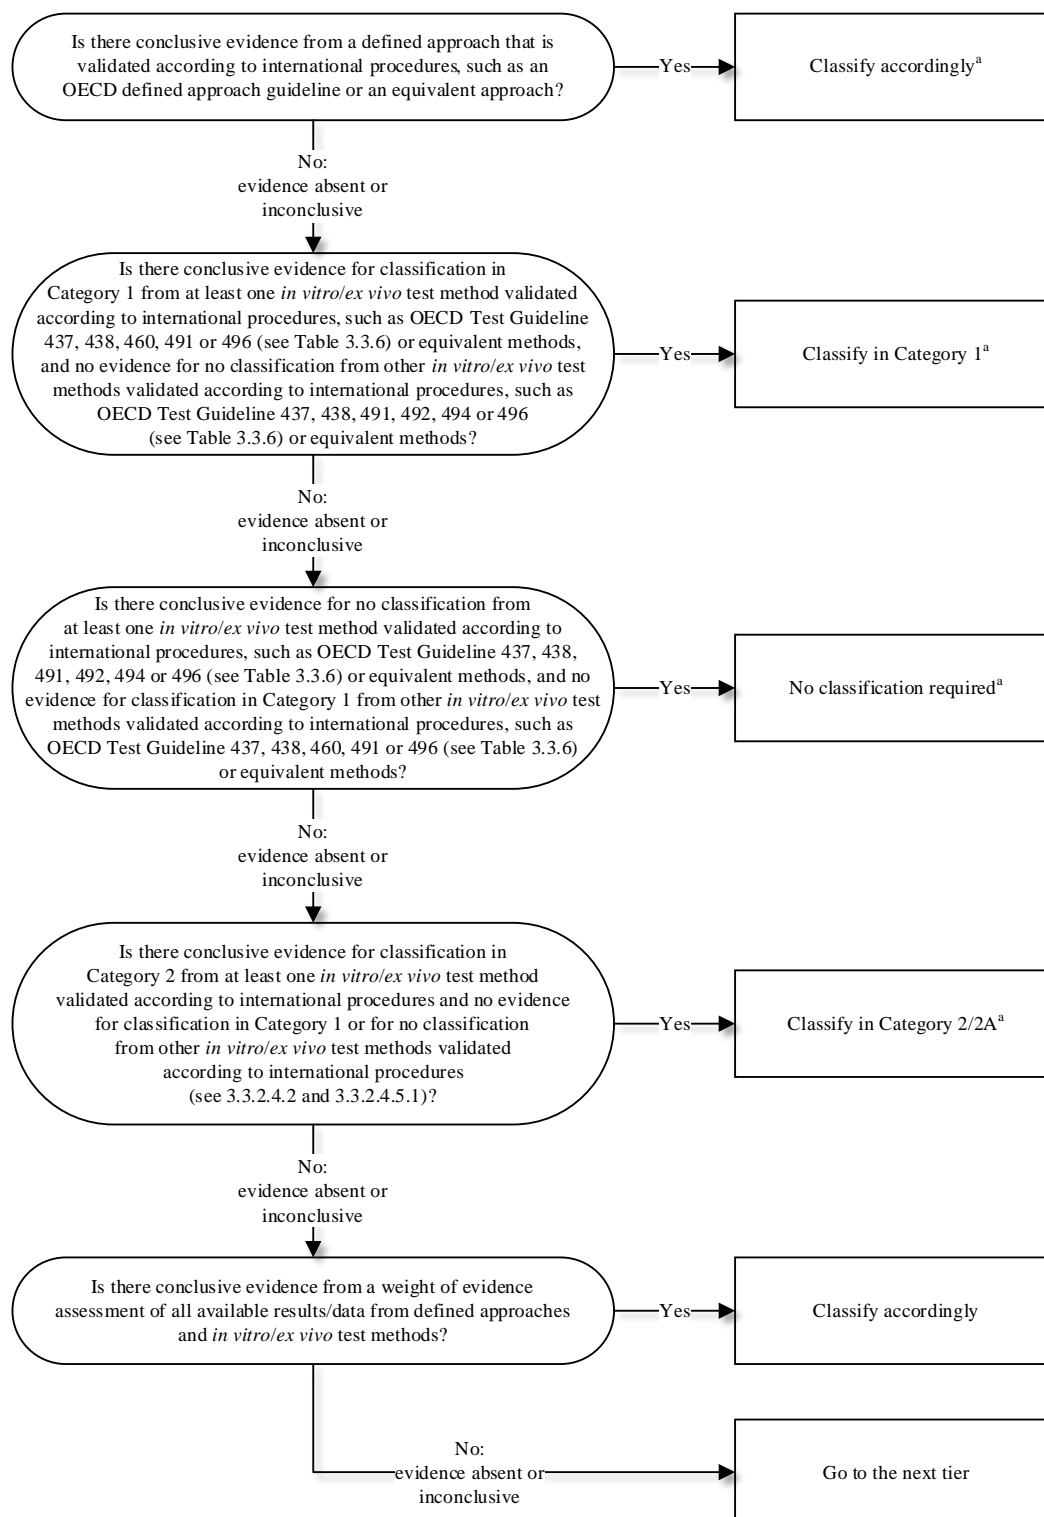 Is there conclusive evidence from a defined approach that is
validated according to international procedures, such as an
OECD defined approach guideline or an equivalent approach?
Yes
Classify accordinglyª
No:
evidence absent or
inconclusive
Is there conclusive evidence for classification in
Category 1 from at least one in vitro/ex vivo test method validated
according to international procedures, such as OECD Test Guideline
437, 438, 460, 491 or 496 (see Table 3.3.6) or equivalent methods,
and no evidence for no classification from other in vitro/ex vivo test
methods validated according to international procedures, such as
OECD Test Guideline 437, 438, 491, 492, 494 or 496
(see Table 3.3.6) or equivalent methods?
Yes
Classify in Category 1ª
No:
evidence absent or
inconclusive
Is there conclusive evidence for no classification from
at least one in vitro/ex vivo test method validated according to
international procedures, such as OECD Test Guideline 437, 438,
491, 492, 494 or 496 (see Table 3.3.6) or equivalent methods, and no
evidence for classification in Category 1 from other in vitro/ex vivo test
methods validated according to international procedures, such as
OECD Test Guideline 437, 438, 460, 491 or 496 (see Table 3.3.6)
or equivalent methods?
Yes
No classification requiredª
No:
evidence absent or
inconclusive
Is there conclusive evidence for classification in
Category 2 from at least one in vitro/ex vivo test method
validated according to international procedures and no evidence
for classification in Category 1 or for no classification
from other in vitro/ex vivo test methods validated
according to international procedures
(see 3.3.2.4.2 and 3.3.2.4.5.1)?
Yes
Classify in Category 2/2Aª
No:
evidence absent or
inconclusive
Is there conclusive evidence from a weight of evidence
assessment of all available results/data from defined approaches
and in vitro/ex vivo test methods?
Yes
Classify accordingly
No:
evidence absent or
inconclusive
Go to the next tier